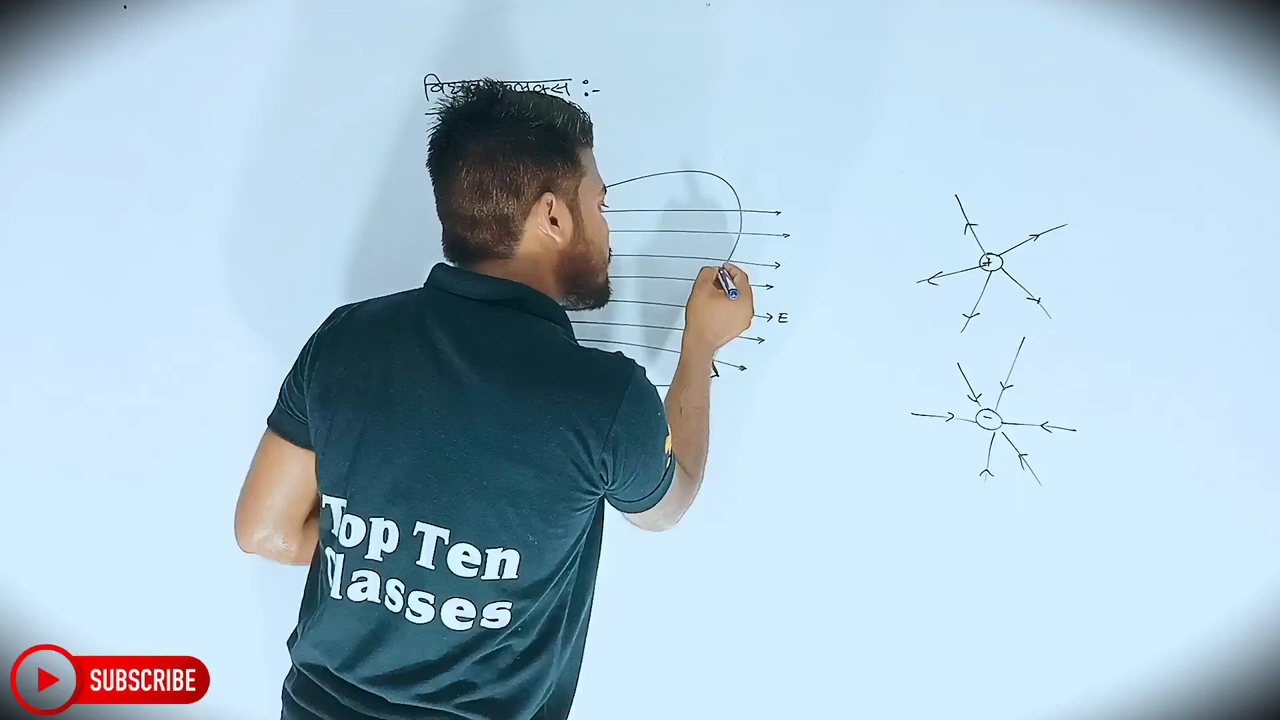 :-
E
+
-
Top Ten
Classes
SUBSCRIBE